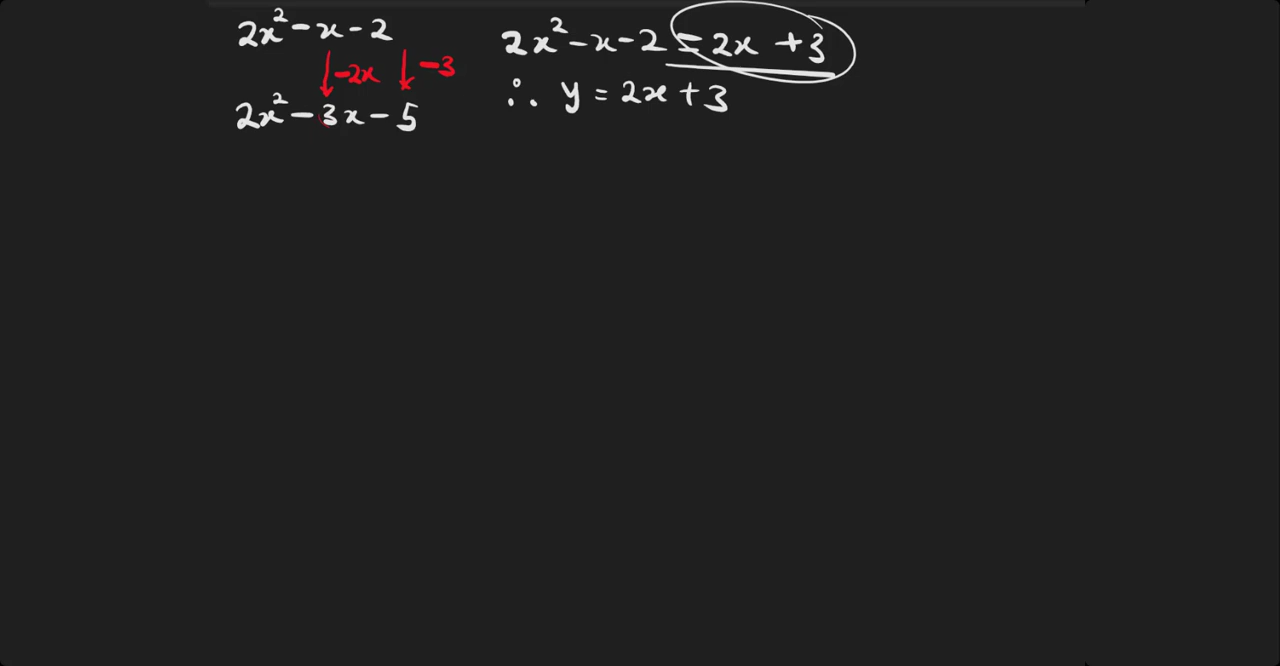 2x² - x - 2
-2x -3
2x² - 3x - 5
2x² - x - 2 = 2x + 3
∴ y = 2x + 3